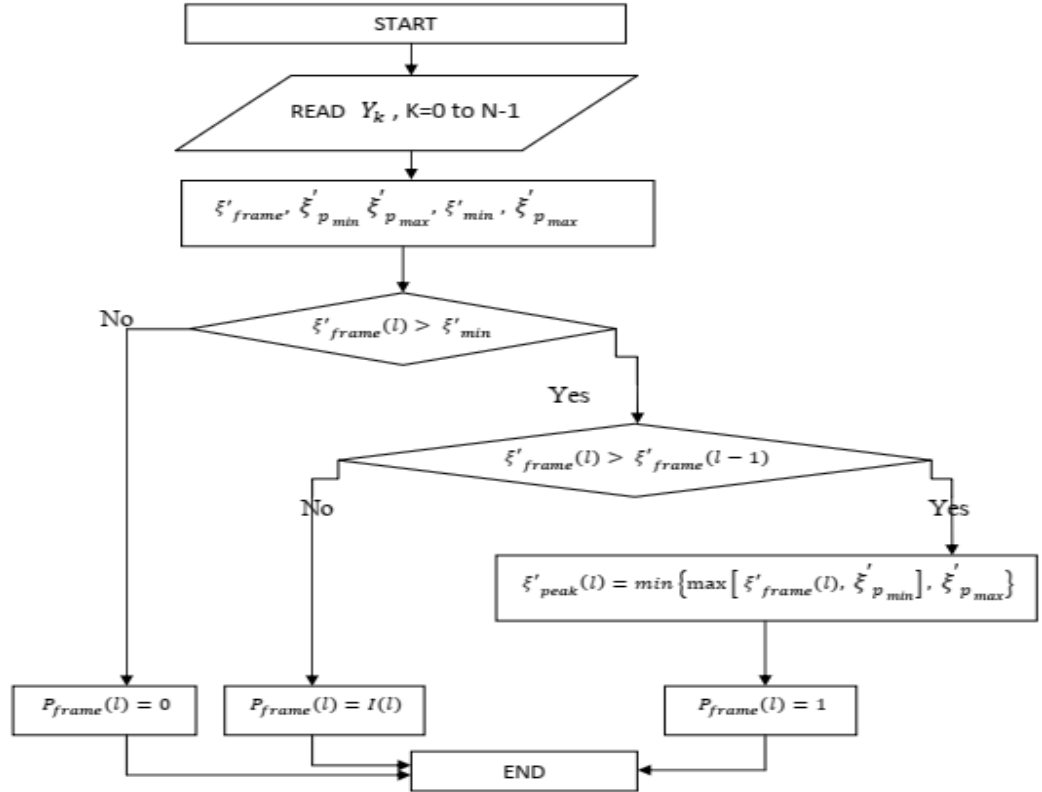 START
READ Y_k , K=0 to N-1
ξ'_frame, ξ'_p_min ξ'_p_max, ξ'_min , ξ'_p_max
No
ξ'_frame(l) > ξ'_min
Yes
ξ'_frame(l) > ξ'_frame(l − 1)
No
Yes
ξ'_peak(l) = min {max [ ξ'_frame(l), ξ'_p_min], ξ'_p_max}
P_frame(l) = 0
P_frame(l) = I(l)
P_frame(l) = 1
END